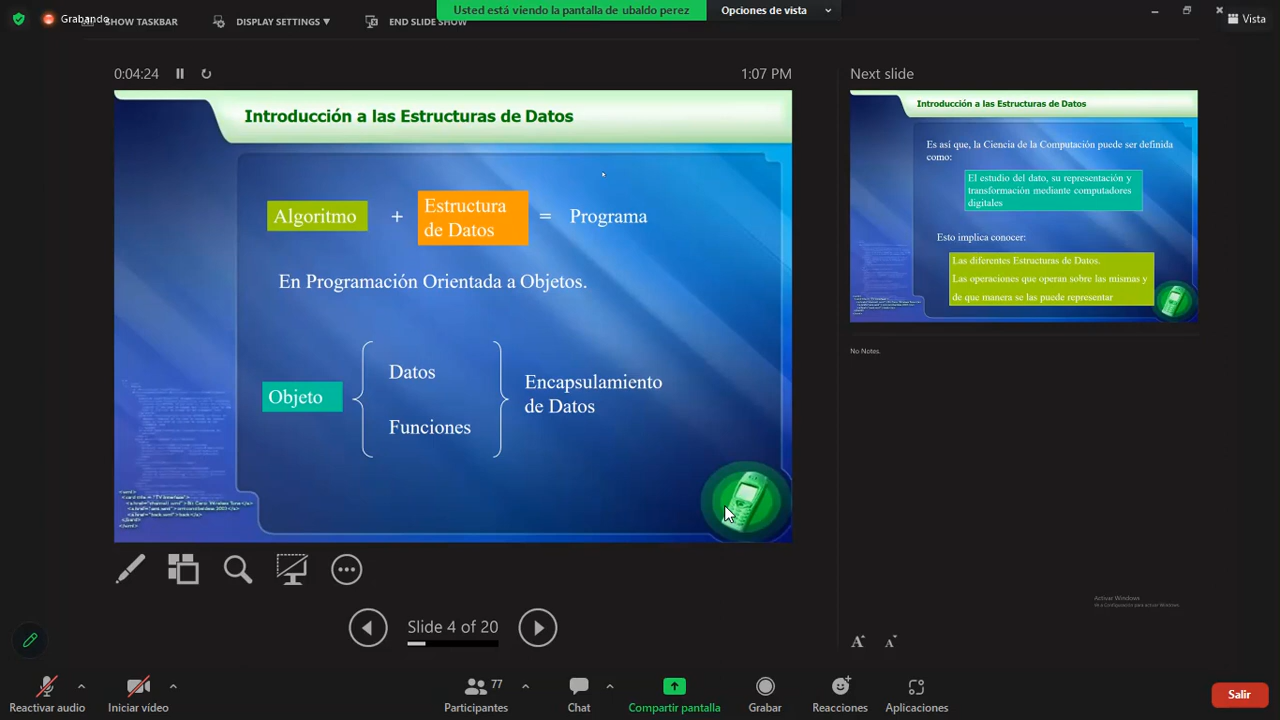 Grabando
SHOW TASKBAR
DISPLAY SETTINGS ▼
END SLIDE SHOW
Usted está viendo la pantalla de ubaldo perez
Opciones de vista
Vista
0:04:24
1:07 PM
Introducción a las Estructuras de Datos
Algoritmo + Estructura de Datos = Programa
En Programación Orientada a Objetos.
Objeto
Datos
Funciones
Encapsulamiento
de Datos
Slide 4 of 20
Next slide
Introducción a las Estructuras de Datos
Es asi que, la Ciencia de la Computación puede ser definida
como:
El estudio del dato, su representación y
transformación mediante computadores
digitales
Esto implica conocer:
Las diferentes Estructuras de Datos.
Las operaciones que operan sobre las mismas y
de que manera se las puede representar
No Notes.
Activar Windows
A A
Reactivar audio
Iniciar vídeo
77
Participantes
Chat
Compartir pantalla
Grabar
Reacciones
Aplicaciones
Salir